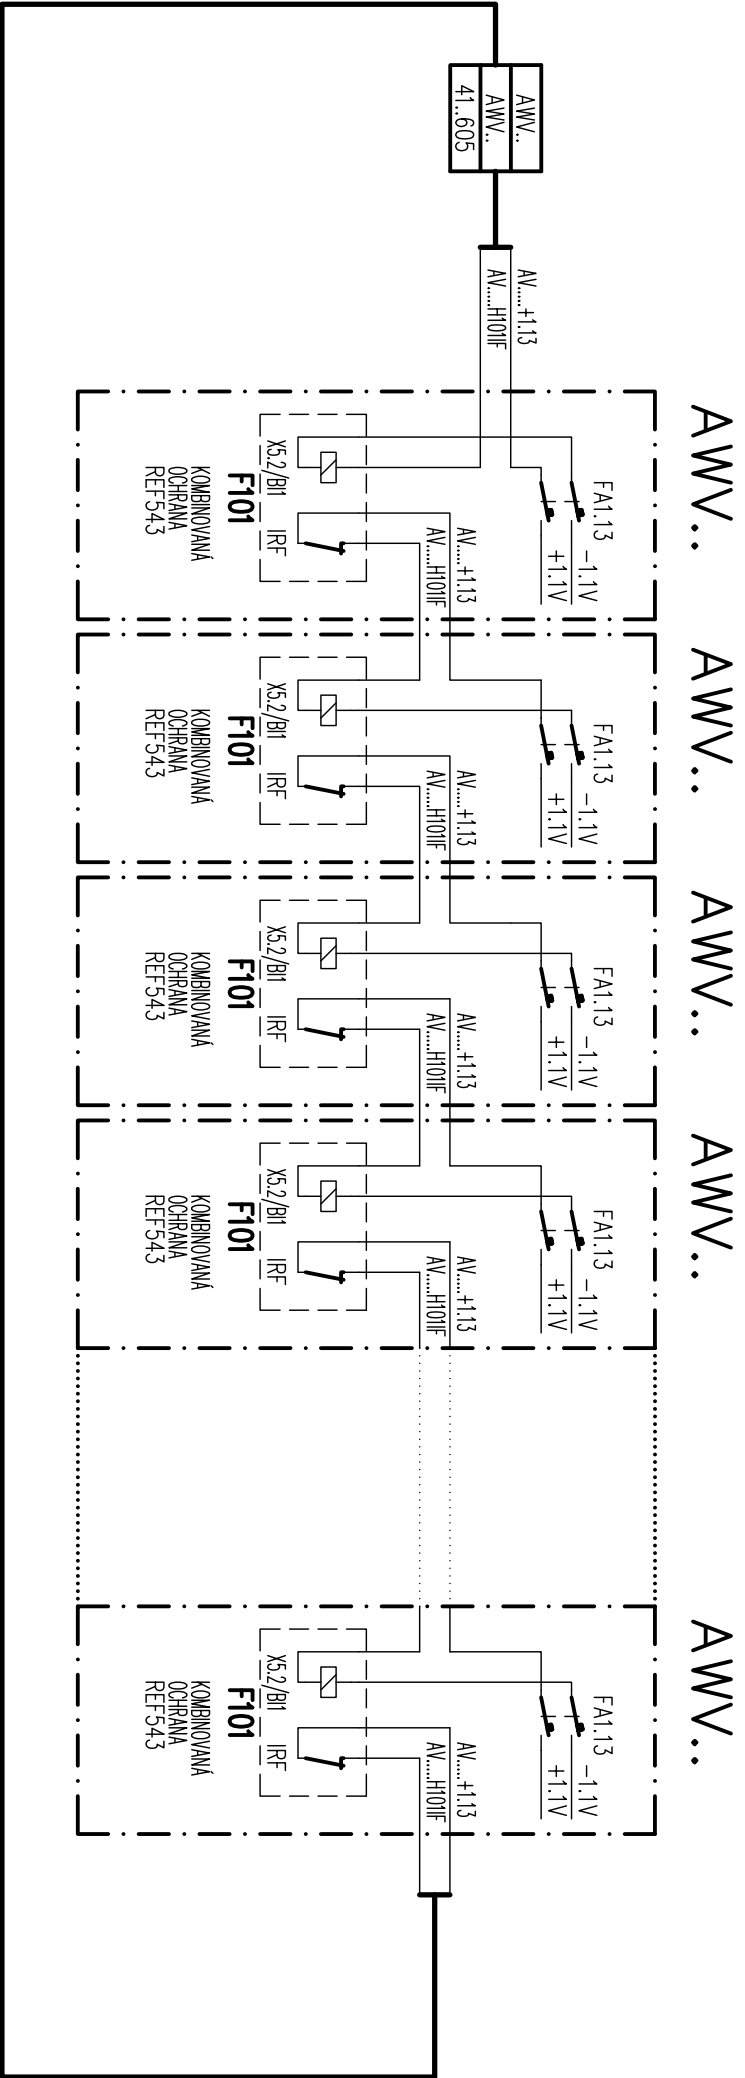 AWV..
AWV..
41..605
AV.....+1.13
AV.....H101IF
AWV..
FA1.13
-1.1V
+1.1V
AV.....+1.13
AV.....H101IF
X5.2/BI1
IRF
F101
KOMBINOVANÁ
OCHRANA
REF543
AWV..
FA1.13
-1.1V
+1.1V
AV.....+1.13
AV.....H101IF
X5.2/BI1
IRF
F101
KOMBINOVANÁ
OCHRANA
REF543
AWV..
FA1.13
-1.1V
+1.1V
AV.....+1.13
AV.....H101IF
X5.2/BI1
IRF
F101
KOMBINOVANÁ
OCHRANA
REF543
AWV..
FA1.13
-1.1V
+1.1V
AV.....+1.13
AV.....H101IF
X5.2/BI1
IRF
F101
KOMBINOVANÁ
OCHRANA
REF543
AWV..
FA1.13
-1.1V
+1.1V
AV.....+1.13
AV.....H101IF
X5.2/BI1
IRF
F101
KOMBINOVANÁ
OCHRANA
REF543